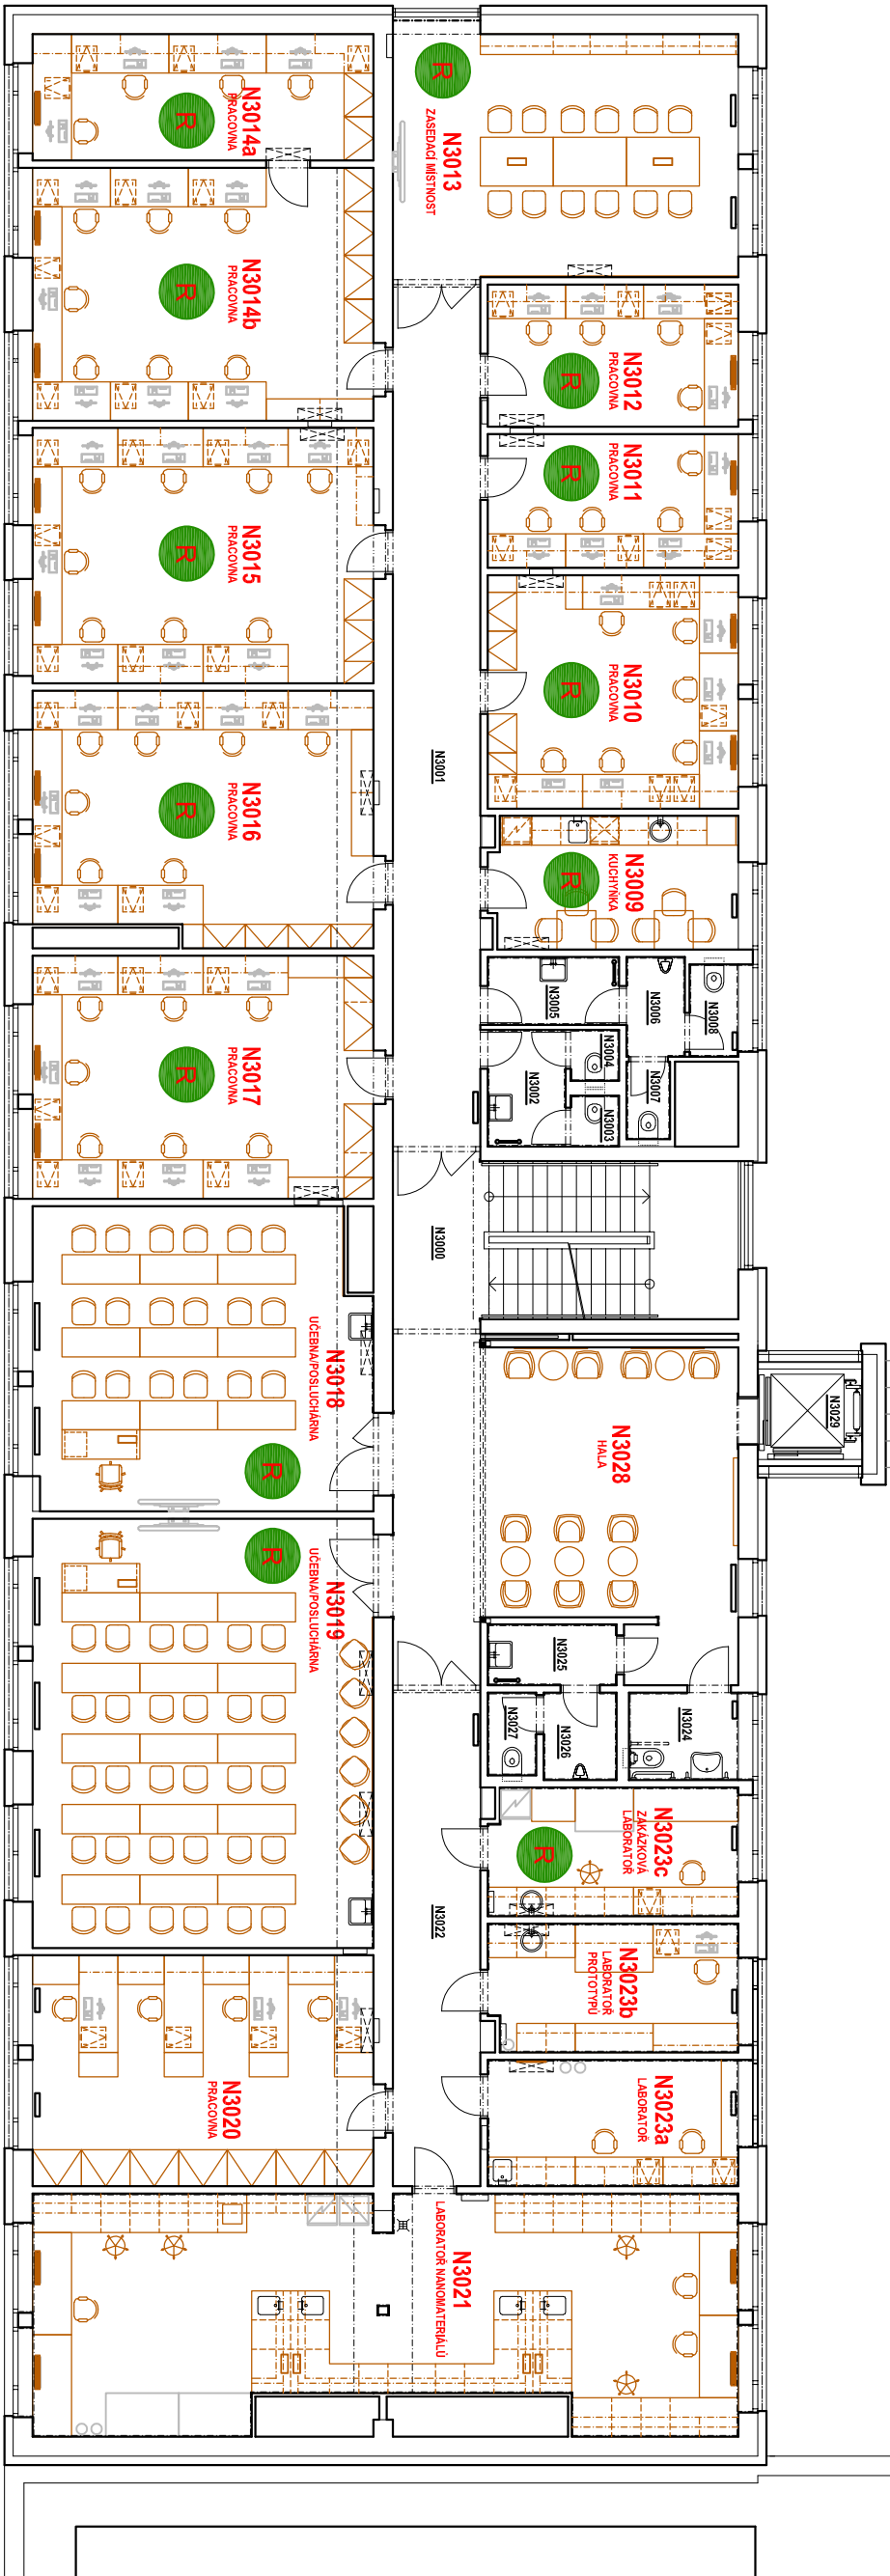 N3014a
PRACOVNA
R
N3013
ZASEDACÍ MÍSTNOST
R
N3014b
PRACOVNA
R
N3012
PRACOVNA
R
N3011
PRACOVNA
R
N3015
PRACOVNA
R
N3010
PRACOVNA
R
N3001
N3016
PRACOVNA
R
N3009
KUCHYŇKA
R
N3005
N3006
N3008
N3004
N3007
N3002
N3003
N3017
PRACOVNA
R
N3000
N3018
UČEBNA/POSLUCHÁRNA
R
N3029
N3028
HALA
N3019
UČEBNA/POSLUCHÁRNA
R
N3025
N3024
N3027
N3026
N3023c
ZAKÁZKOVÁ
LABORATOŘ
R
N3022
N3023b
LABORATOŘ
PROTOTYPŮ
N3020
PRACOVNA
N3023a
LABORATOŘ
N3021
LABORATOŘ NANOMATERIÁLŮ